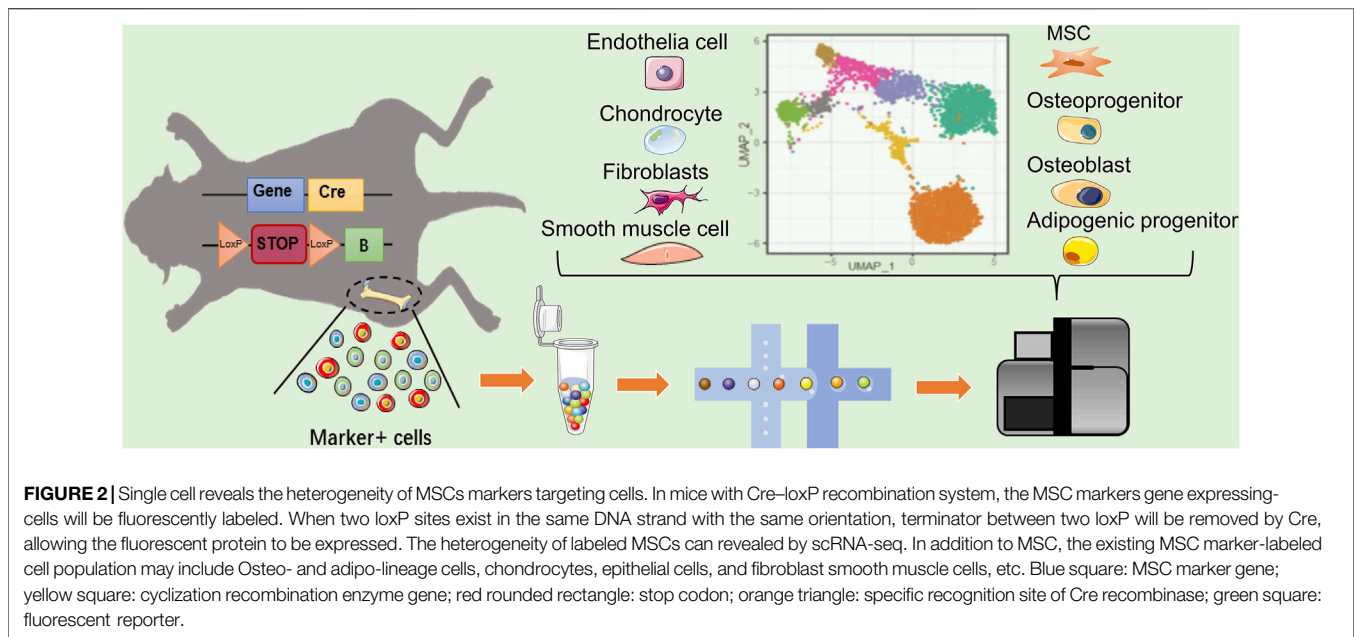 Endothelia cell
Chondrocyte
Fibroblasts
Smooth muscle cell
6
3
0
−3
−6
UMAP_2
−5
0
5
UMAP_1
MSC
Osteoprogenitor
Osteoblast
Adipogenic progenitor
Gene Cre
LoxP STOP LoxP B
Marker+ cells
FIGURE 2 | Single cell reveals the heterogeneity of MSCs markers targeting cells. In mice with Cre–loxP recombination system, the MSC markers gene expressing-
cells will be fluorescently labeled. When two loxP sites exist in the same DNA strand with the same orientation, terminator between two loxP will be removed by Cre,
allowing the fluorescent protein to be expressed. The heterogeneity of labeled MSCs can revealed by scRNA-seq. In addition to MSC, the existing MSC marker-labeled
cell population may include Osteo- and adipo-lineage cells, chondrocytes, epithelial cells, and fibroblast smooth muscle cells, etc. Blue square: MSC marker gene;
yellow square: cyclization recombination enzyme gene; red rounded rectangle: stop codon; orange triangle: specific recognition site of Cre recombinase; green square:
fluorescent reporter.